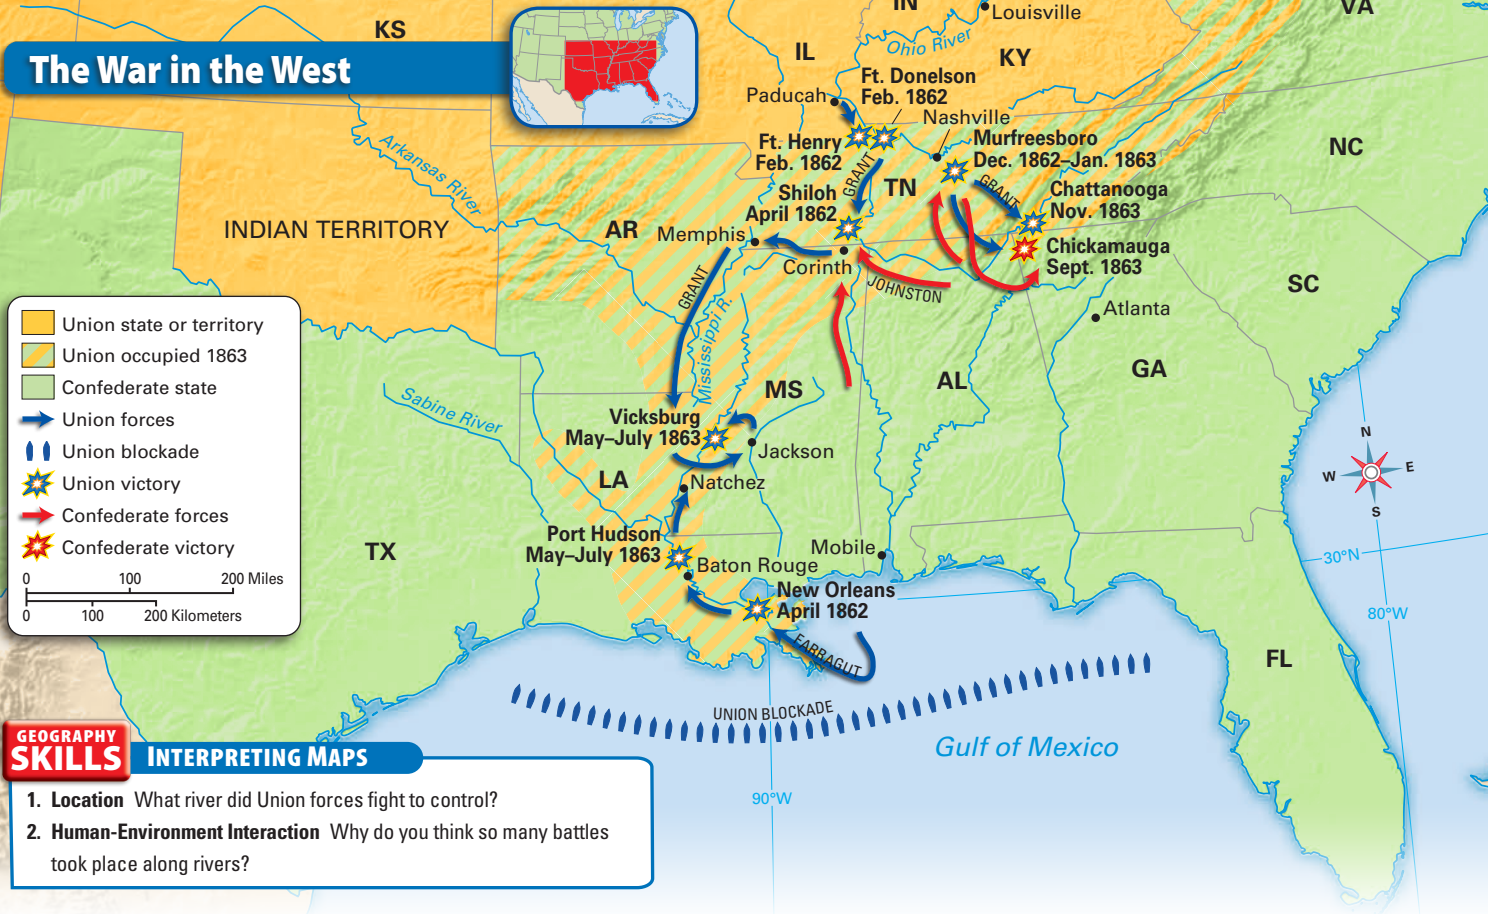 The War in the West
KS
IN
Louisville
VA
IL
Ohio River
KY
Ft. Donelson
Feb. 1862
Paducah
Nashville
Ft. Henry
Feb. 1862
Murfreesboro
Dec. 1862–Jan. 1863
NC
Arkansas River
GRANT
TN
GRANT
Shiloh
April 1862
Chattanooga
Nov. 1863
INDIAN TERRITORY
AR
Memphis
Corinth
Chickamauga
Sept. 1863
JOHNSTON
SC
GRANT
Mississippi R.
Atlanta
Union state or territory
Union occupied 1863
Confederate state
Union forces
Union blockade
Union victory
Confederate forces
Confederate victory
0 100 200 Miles
0 100 200 Kilometers
Sabine River
MS
AL
GA
Vicksburg
May–July 1863
Jackson
LA
Natchez
N
W
E
S
TX
Port Hudson
May–July 1863
Mobile
Baton Rouge
30°N
New Orleans
April 1862
80°W
FARRAGUT
FL
UNION BLOCKADE
Gulf of Mexico
90°W
GEOGRAPHY
SKILLS
INTERPRETING MAPS
1. Location What river did Union forces fight to control?
2. Human-Environment Interaction Why do you think so many battles
took place along rivers?